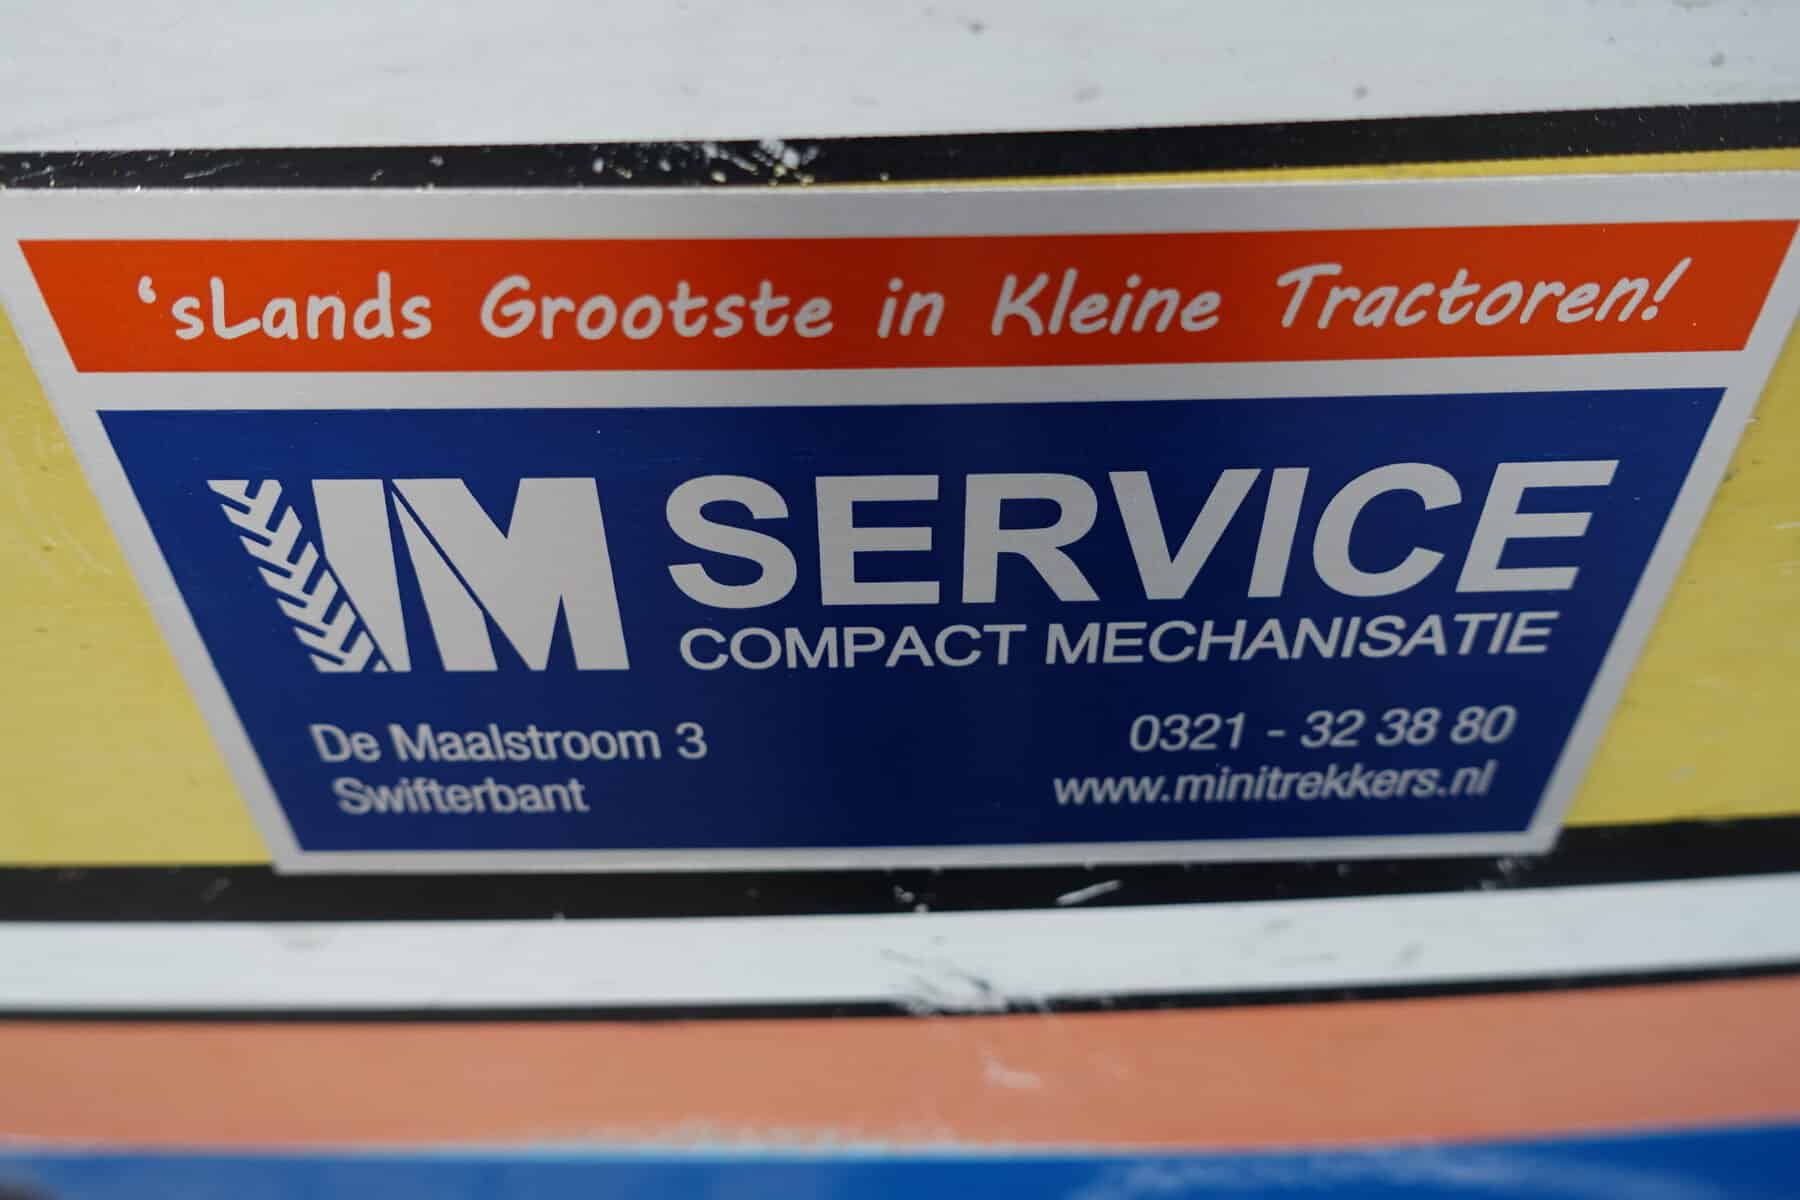 ‘sLands Grootste in Kleine Tractoren!
IM SERVICE
COMPACT MECHANISATIE
De Maalstroom 3
Swifterbant
0321 - 32 38 80
www.minitrekkers.nl